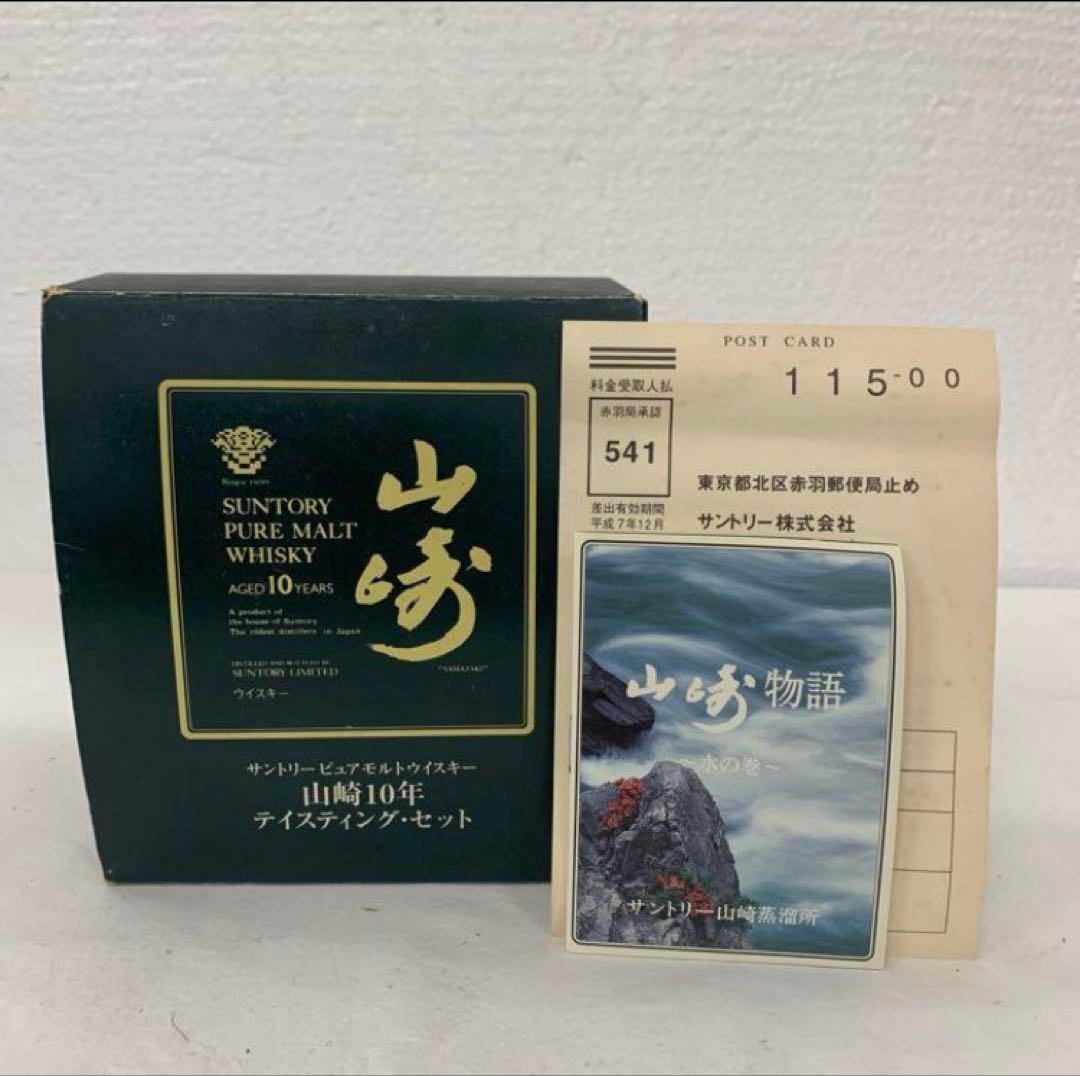 Since 1899
SUNTORY
PURE MALT
WHISKY
AGED 10 YEARS
A product of
the house of Suntory
The oldest distillers in Japan
DISTILLED AND BOTTLED BY
SUNTORY LIMITED
ウイスキー
山崎
"YAMAZAKI"
サントリーピュアモルトウイスキー
山崎10年
テイスティング・セット
POST CARD
115-00
料金受取人払
赤羽局承認
541
差出有効期間
平成7年12月
東京都北区赤羽郵便局止め
サントリー株式会社
山崎物語
〜水の巻〜
サントリー山崎蒸溜所